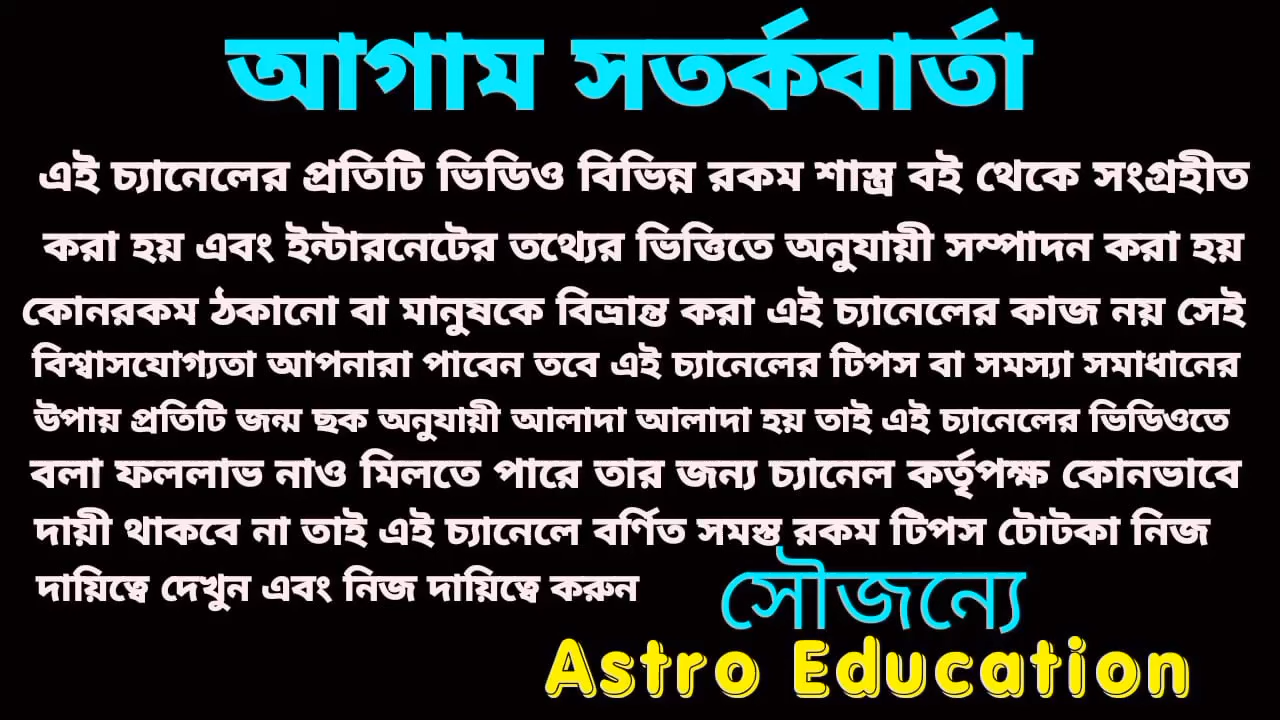 আগাম সতর্কবার্তা
এই চ্যানেলের প্রতিটি ভিডিও বিভিন্ন রকম শাস্ত্র বই থেকে সংগ্রহীত
করা হয় এবং ইন্টারনেটের তথ্যের ভিত্তিতে অনুযায়ী সম্পাদন করা হয়
কোনরকম ঠকানো বা মানুষকে বিভ্রান্ত করা এই চ্যানেলের কাজ নয় সেই
বিশ্বাসযোগ্যতা আপনারা পাবেন তবে এই চ্যানেলের টিপস বা সমস্যা সমাধানের
উপায় প্রতিটি জন্ম ছক অনুযায়ী আলাদা আলাদা হয় তাই এই চ্যানেলের ভিডিওতে
বলা ফললাভ নাও মিলতে পারে তার জন্য চ্যানেল কর্তৃপক্ষ কোনভাবে
দায়ী থাকবে না তাই এই চ্যানেলে বর্ণিত সমস্ত রকম টিপস টোটকা নিজ
দায়িত্বে দেখুন এবং নিজ দায়িত্বে করুন
সৌজন্যে
Astro Education